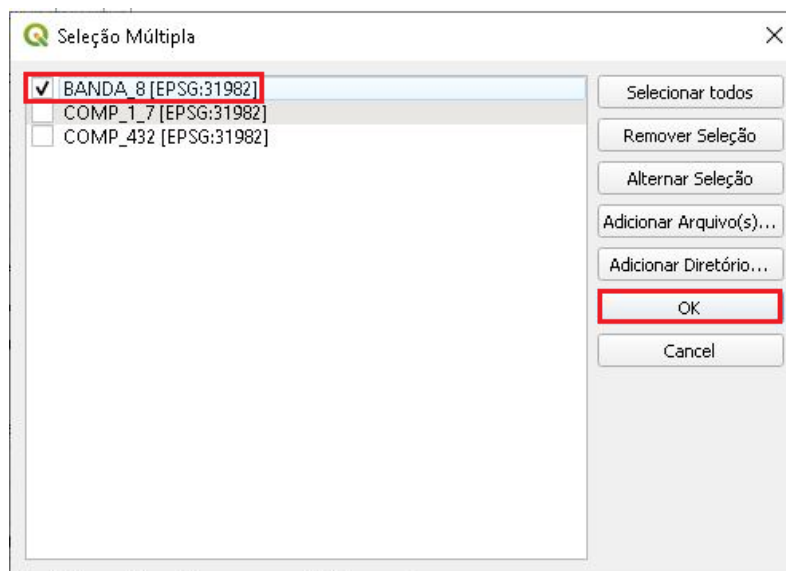 Seleção Múltipla
BANDA_8 [EPSG:31982]
COMP_1_7 [EPSG:31982]
COMP_432 [EPSG:31982]
Selecionar todos
Remover Seleção
Alternar Seleção
Adicionar Arquivo(s)...
Adicionar Diretório...
OK
Cancel